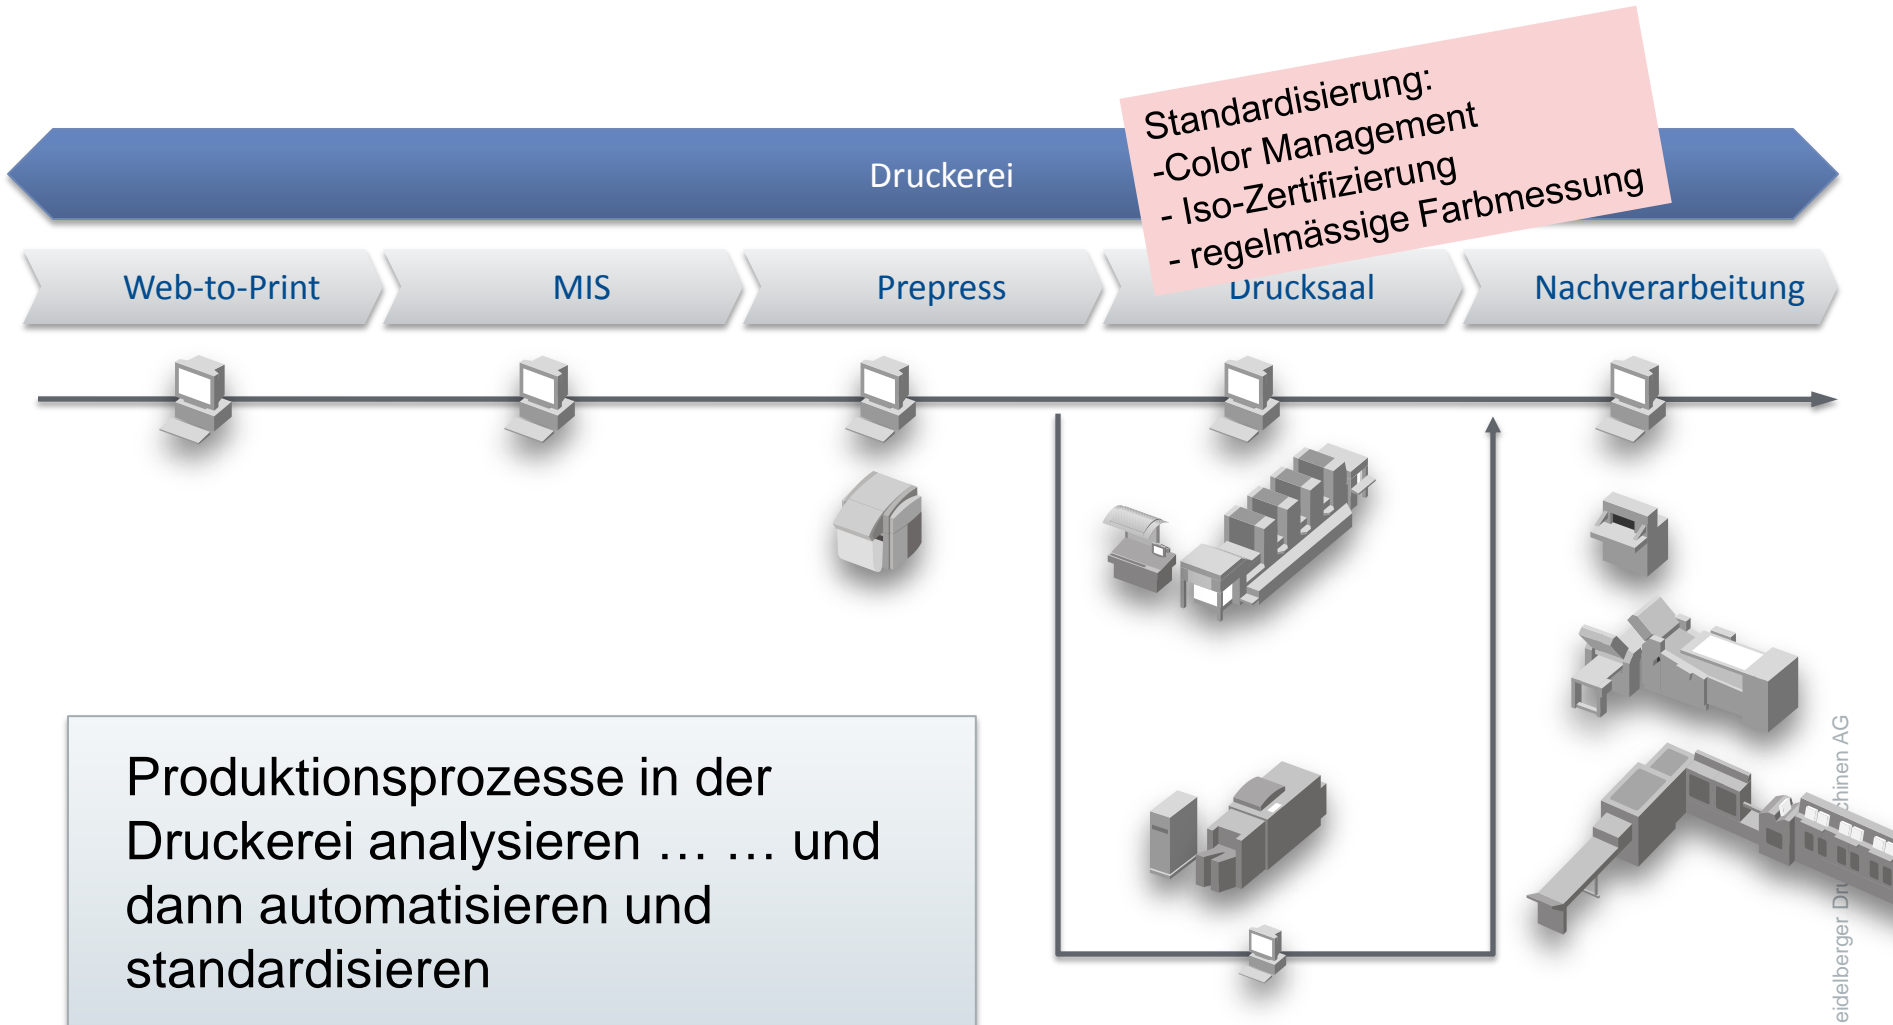 Standardisierung:
-Color Management
- Iso-Zertifizierung
- regelmässige Farbmessung
Druckerei
Web-to-Print
MIS
Prepress
Drucksaal
Nachverarbeitung
Produktionsprozesse in der
Druckerei analysieren … … und
dann automatisieren und
standardisieren
AG